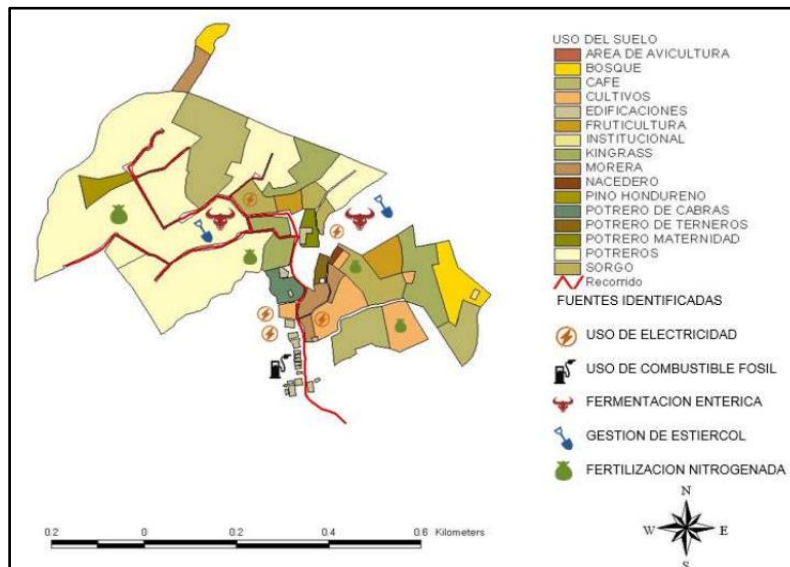 USO DEL SUELO
AREA DE AVICULTURA
BOSQUE
CAFE
CULTIVOS
EDIFICACIONES
FRUTICULTURA
INSTITUCIONAL
KINGRASS
MORERA
NACEDERO
PINO HONDURENO
POTRERO DE CABRAS
POTRERO DE TERNEROS
POTRERO MATERNIDAD
POTREROS
SORGO
Recorrido
FUENTES IDENTIFICADAS
USO DE ELECTRICIDAD
USO DE COMBUSTIBLE FOSIL
FERMENTACION ENTERICA
GESTION DE ESTIERCOL
FERTILIZACION NITROGENADA
N
W E
S
0.2 0 0.2 0.4 0.6 Kilometers